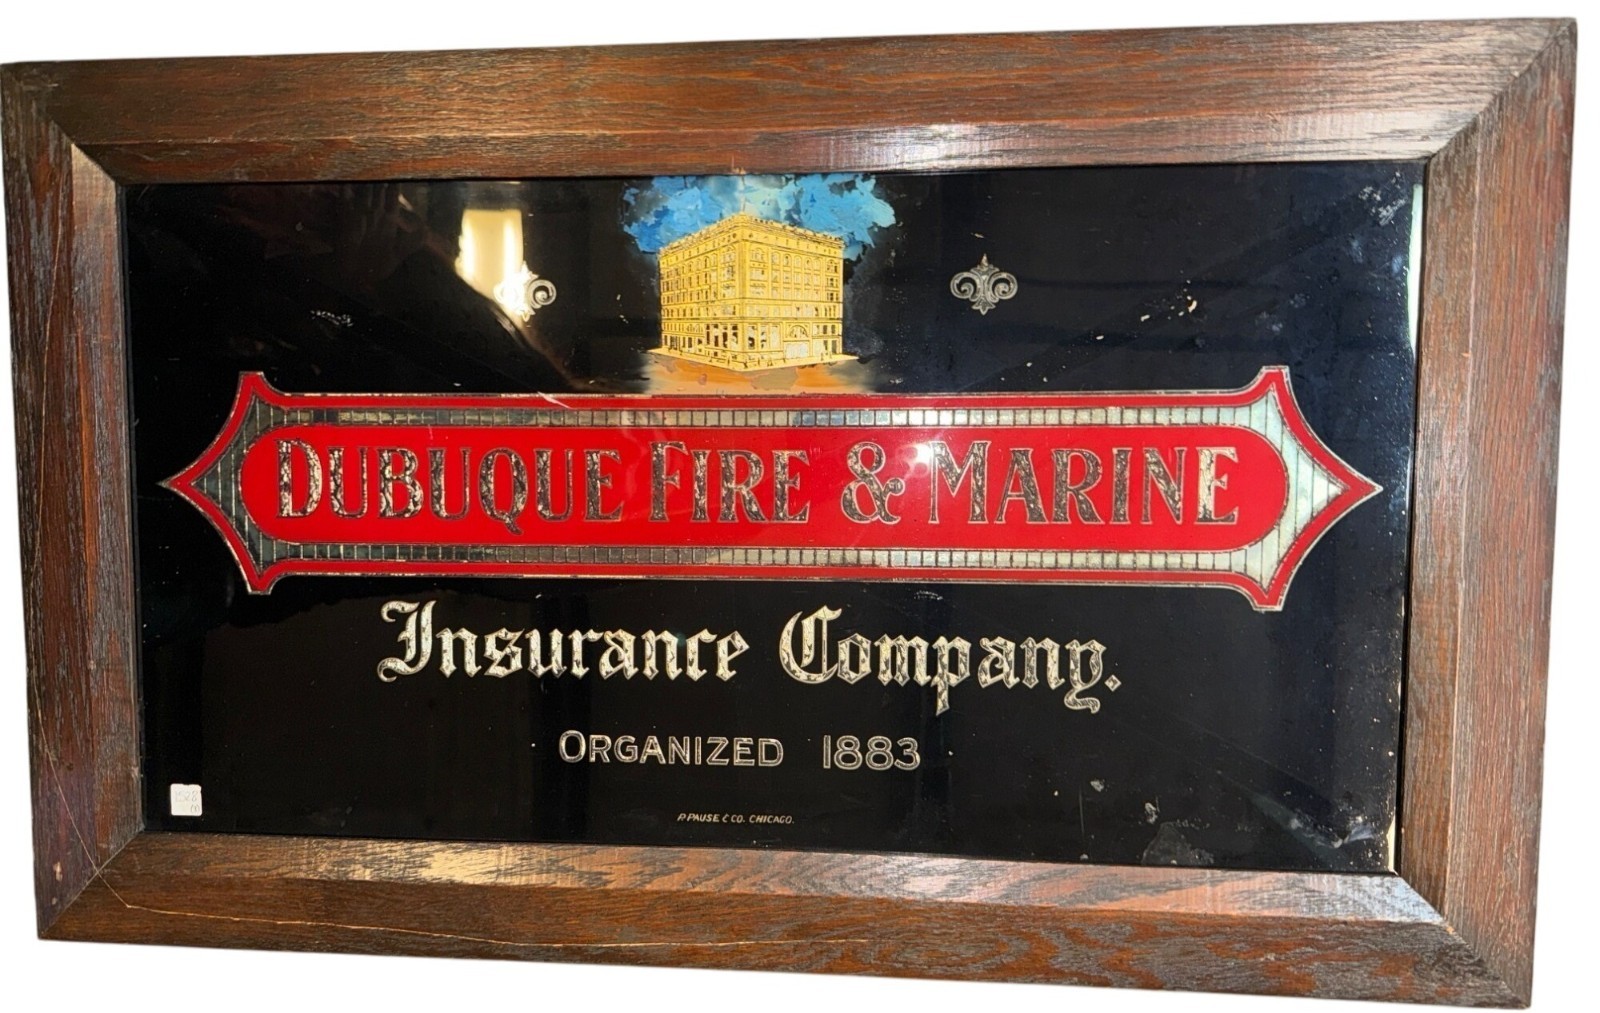 DUBUQUE FIRE & MARINE
Insurance Company.
ORGANIZED 1883
P. PAUSE & CO. CHICAGO.